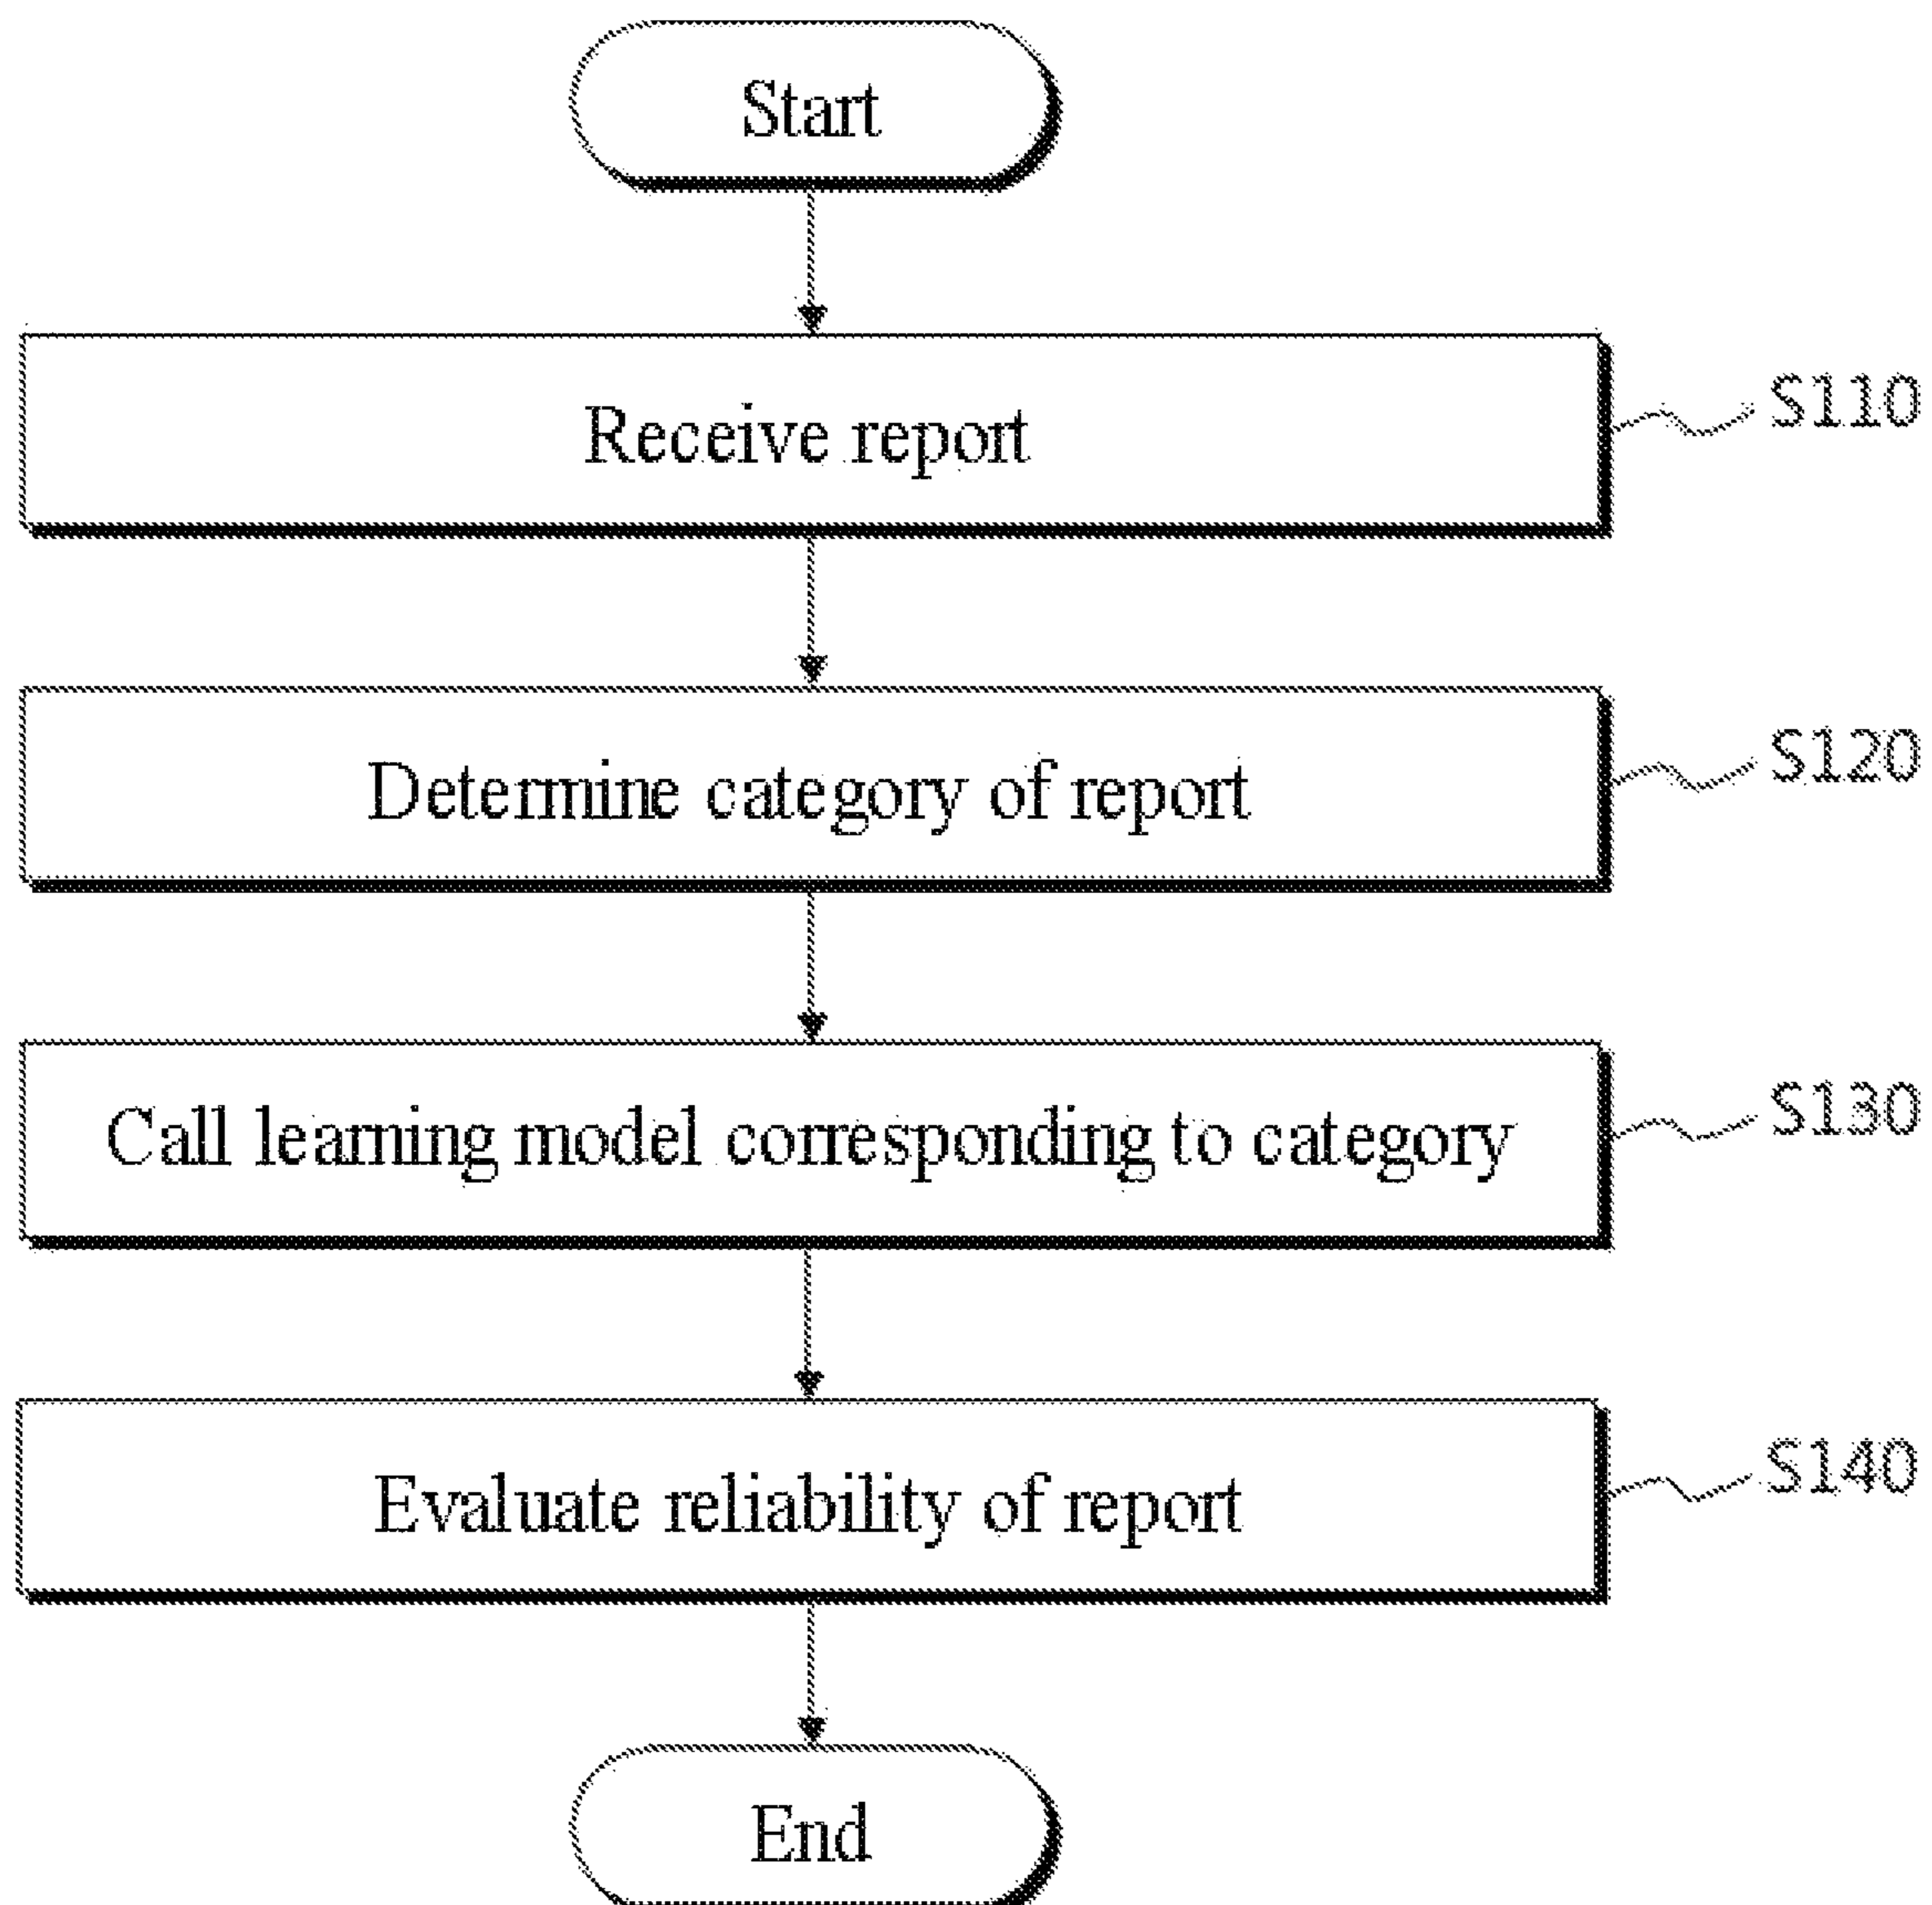 Start
Receive report
S110
Determine category of report
S120
Call learning model corresponding to category
S130
Evaluate reliability of report
S140
End